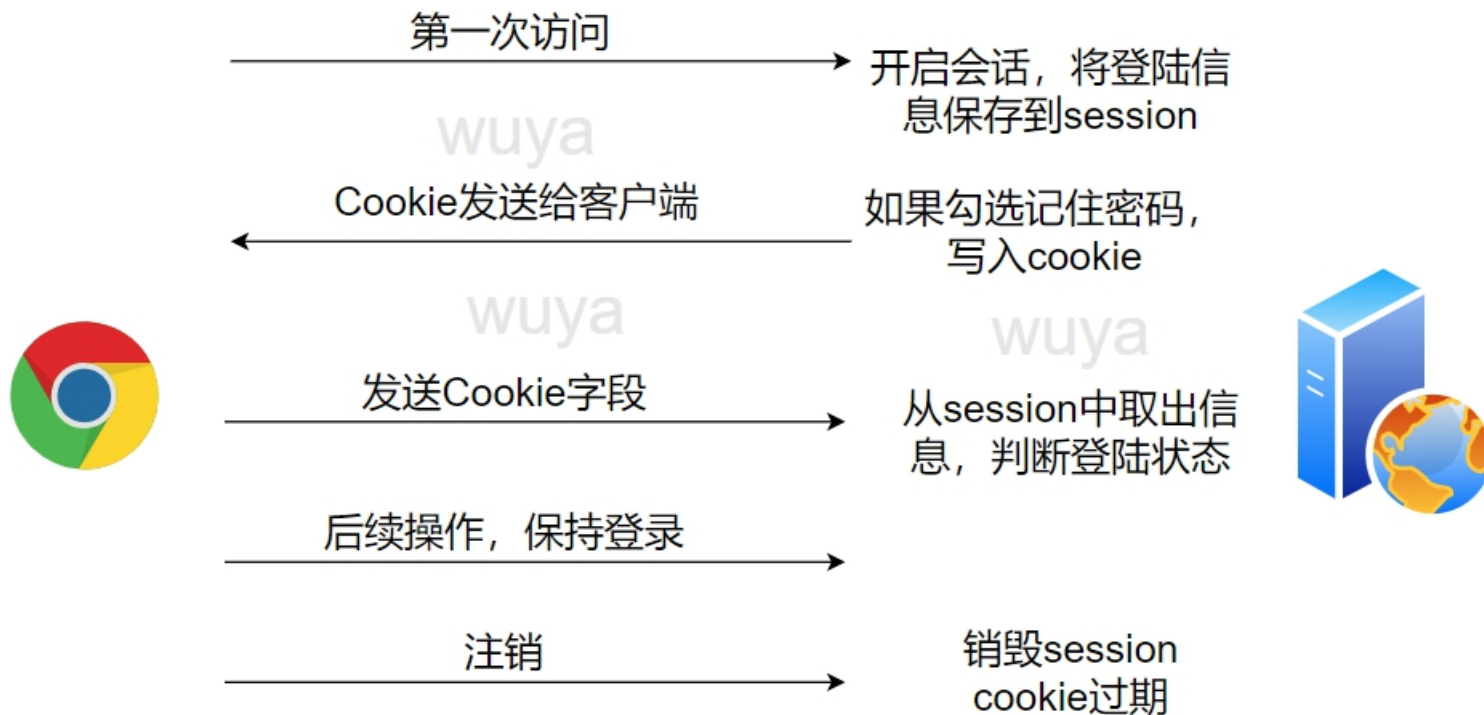 第一次访问
开启会话，将登陆信
息保存到session
wuya
Cookie发送给客户端
如果勾选记住密码，
写入cookie
wuya
wuya
发送Cookie字段
从session中取出信
息，判断登陆状态
后续操作，保持登录
注销
销毁session
cookie过期